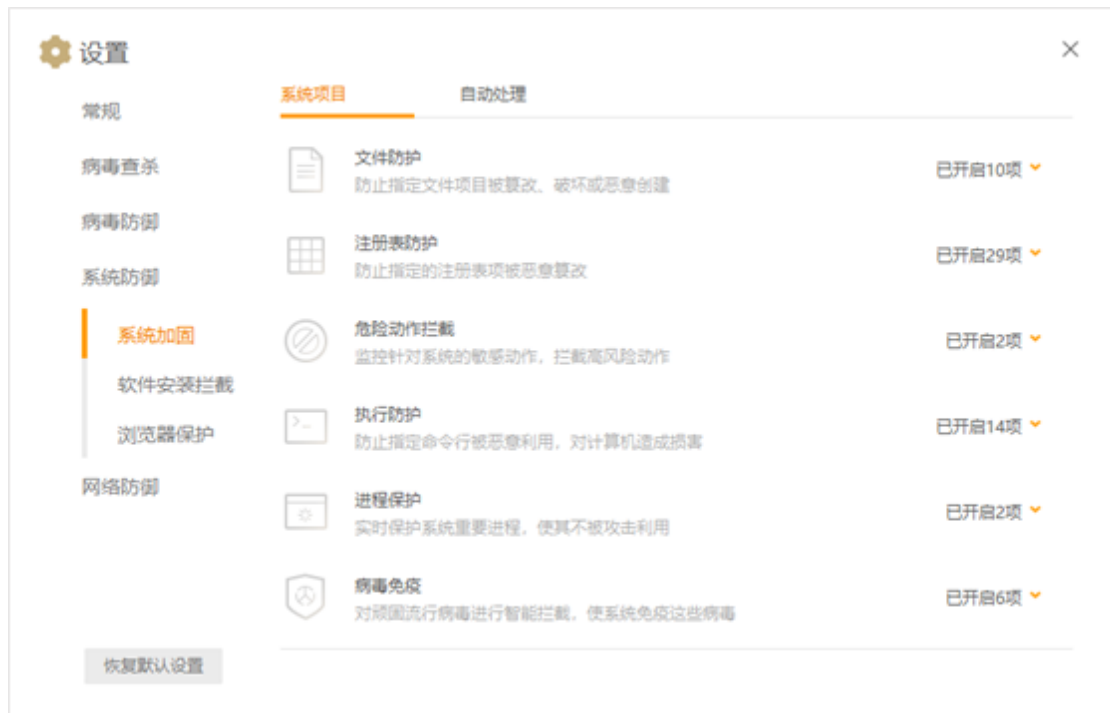 设置
常规
病毒查杀
病毒防御
系统防御
系统加固
软件安装拦截
浏览器保护
网络防御
恢复默认设置
系统项目 自动处理
文件防护
防止指定文件项目被篡改、破坏或恶意创建
已开启10项
注册表防护
防止指定的注册表项被恶意篡改
已开启29项
危险动作拦截
监控针对系统的敏感动作，拦截高风险动作
已开启2项
执行防护
防止指定命令行被恶意利用，对计算机造成损害
已开启14项
进程保护
实时保护系统重要进程，使其不被攻击利用
已开启2项
病毒免疫
对顽固流行病毒进行智能拦截，使系统免疫这些病毒
已开启6项